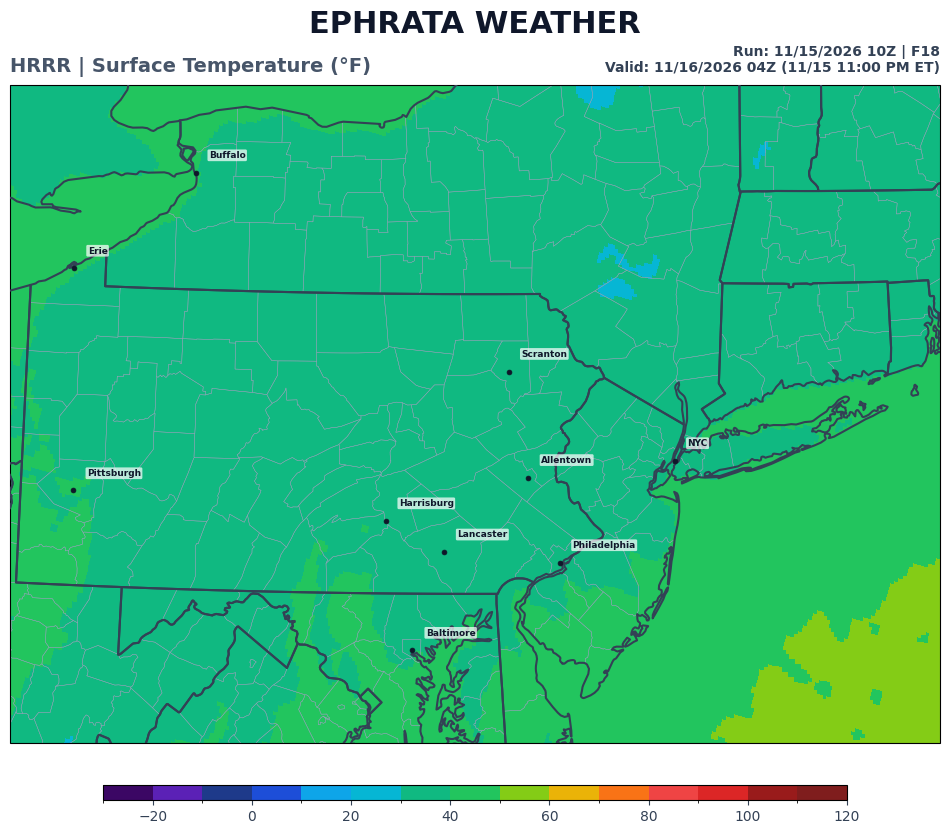 EPHRATA WEATHER
HRRR | Surface Temperature (°F)
Run: 11/15/2026 10Z | F18
Valid: 11/16/2026 04Z (11/15 11:00 PM ET)
Buffalo
Erie
Scranton
NYC
Allentown
Pittsburgh
Harrisburg
Lancaster
Philadelphia
Baltimore
−20 0 20 40 60 80 100 120